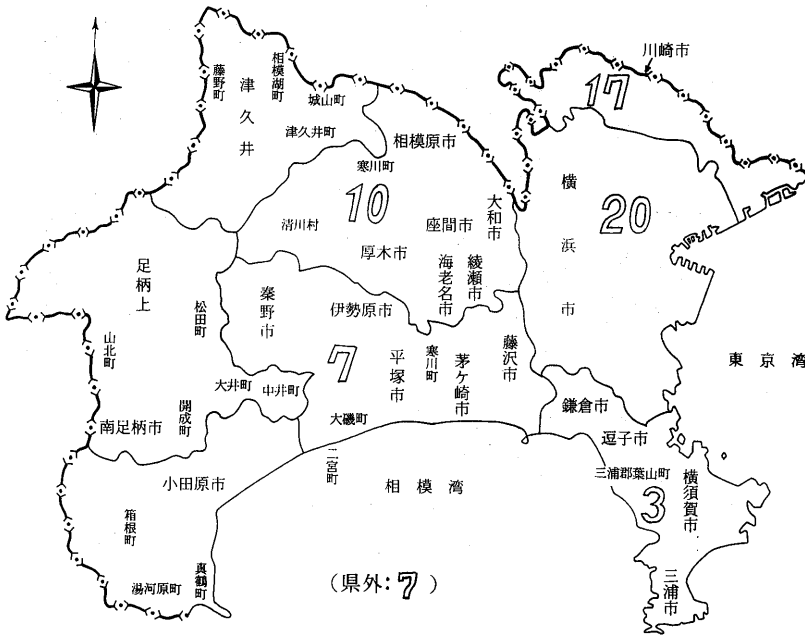 川崎市
17
藤野町
津久井
相模湖町
城山町
津久井町
相模原市
寒川町
10
清川村
厚木市
座間市
大和市
海老名市
綾瀬市
横浜市
20
足柄上
松田町
山北町
秦野市
伊勢原市
7
平塚市
寒川町
茅ケ崎市
藤沢市
東京湾
大井町
中井町
開成町
南足柄市
大磯町
二宮町
鎌倉市
逗子市
三浦郡葉山町
横須賀市
3
三浦市
小田原市
箱根町
湯河原町
真鶴町
相模湾
(県外:7)